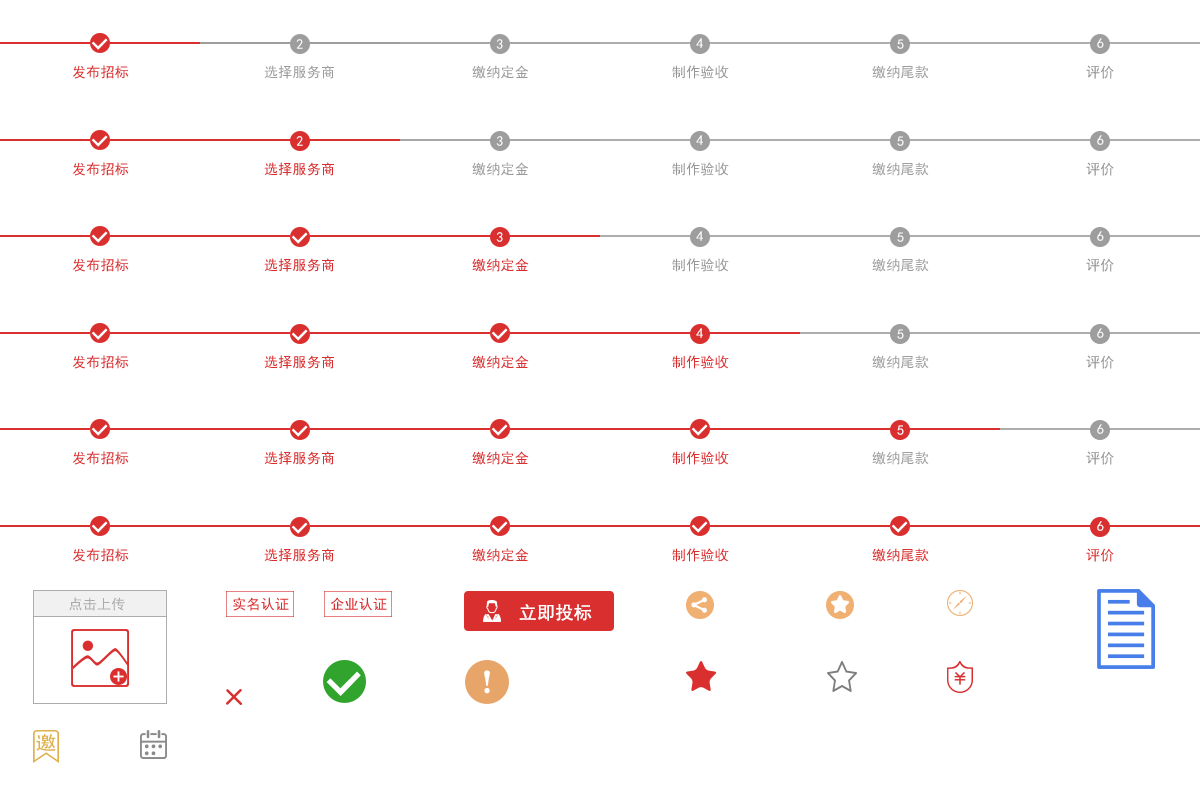 2 3 4 5 6
发布招标 选择服务商 缴纳定金 制作验收 缴纳尾款 评价
2 3 4 5 6
发布招标 选择服务商 缴纳定金 制作验收 缴纳尾款 评价
3 4 5 6
发布招标 选择服务商 缴纳定金 制作验收 缴纳尾款 评价
4 5 6
发布招标 选择服务商 缴纳定金 制作验收 缴纳尾款 评价
5 6
发布招标 选择服务商 缴纳定金 制作验收 缴纳尾款 评价
6
发布招标 选择服务商 缴纳定金 制作验收 缴纳尾款 评价
点击上传 实名认证 企业认证 立即投标
¥
邀